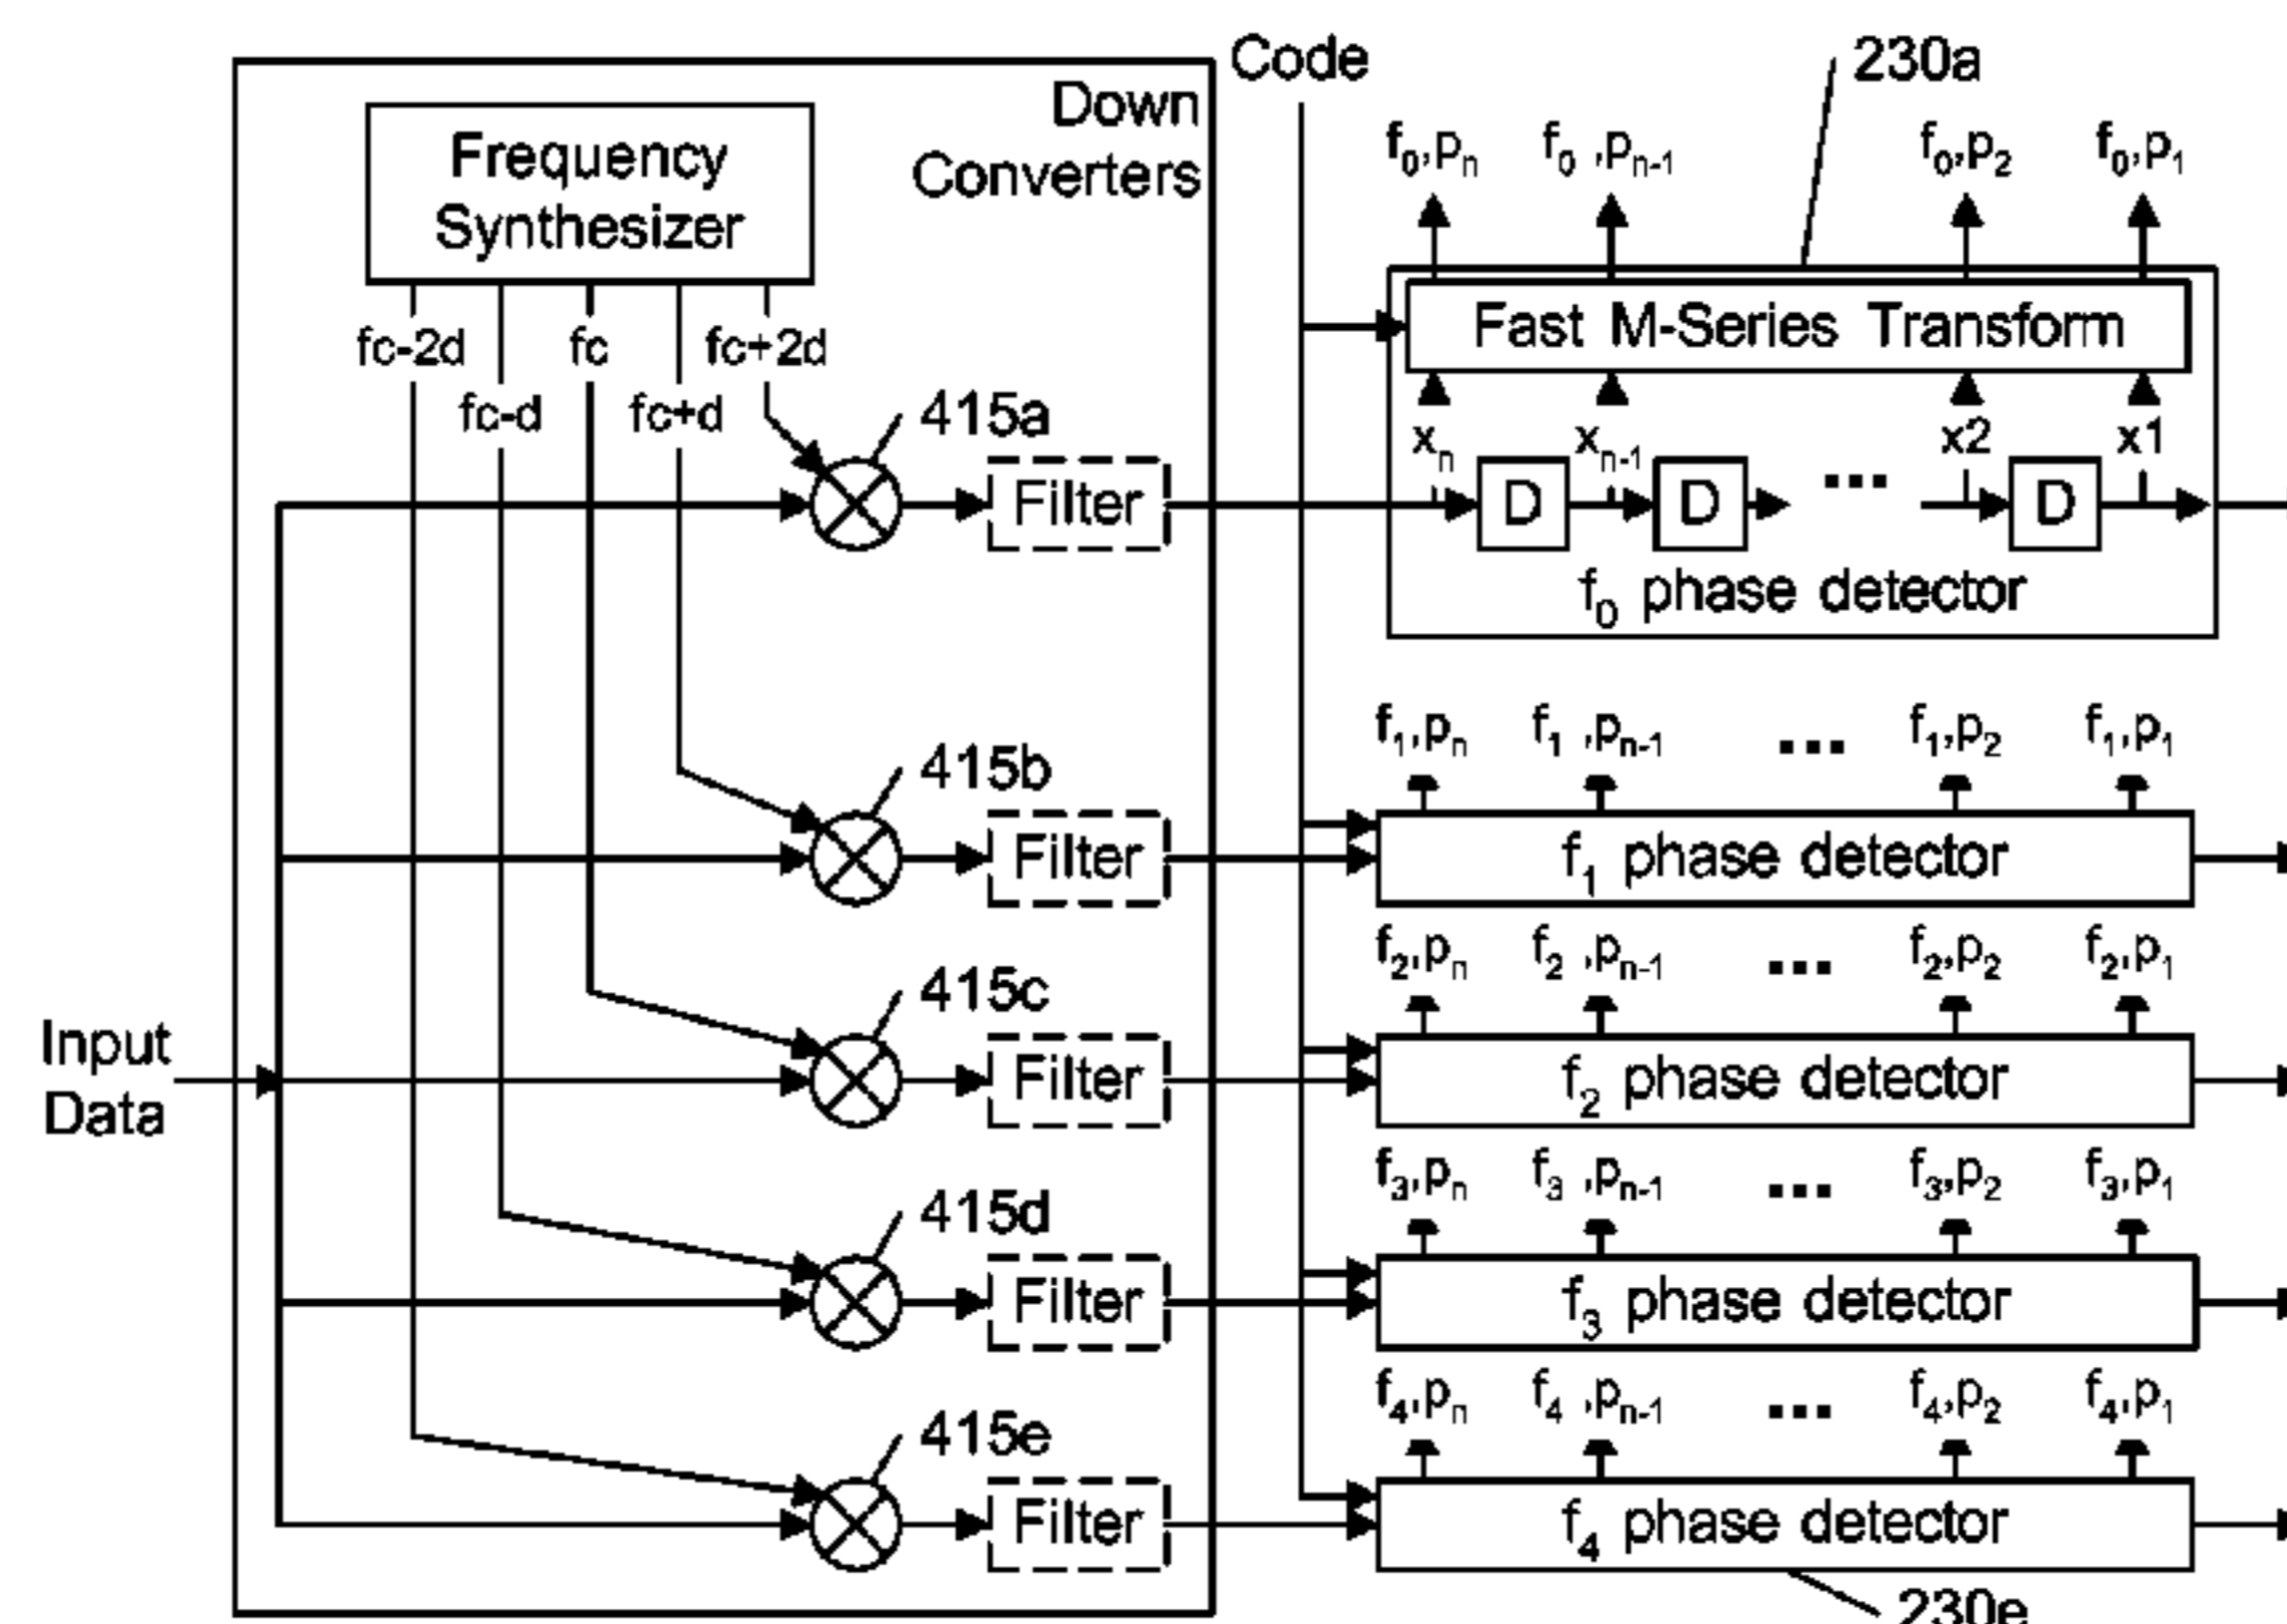 Code
230a
Down
Converters
Frequency
Synthesizer
f₀,pₙ f₀ ,pₙ₋₁ f₀,p₂ f₀,p₁
Fast M-Series Transform
fc-2d fc fc+2d
fc-d fc+d
415a
xₙ xₙ₋₁ x2 x1
Filter
D D ... D
f₀ phase detector
f₁,pₙ f₁ ,pₙ₋₁ ... f₁,p₂ f₁,p₁
415b
Filter
f₁ phase detector
f₂,pₙ f₂ ,pₙ₋₁ ... f₂,p₂ f₂,p₁
415c
Input
Data
Filter
f₂ phase detector
f₃,pₙ f₃ ,pₙ₋₁ ... f₃,p₂ f₃,p₁
415d
Filter
f₃ phase detector
f₄,pₙ f₄ ,pₙ₋₁ ... f₄,p₂ f₄,p₁
415e
Filter
f₄ phase detector
230e